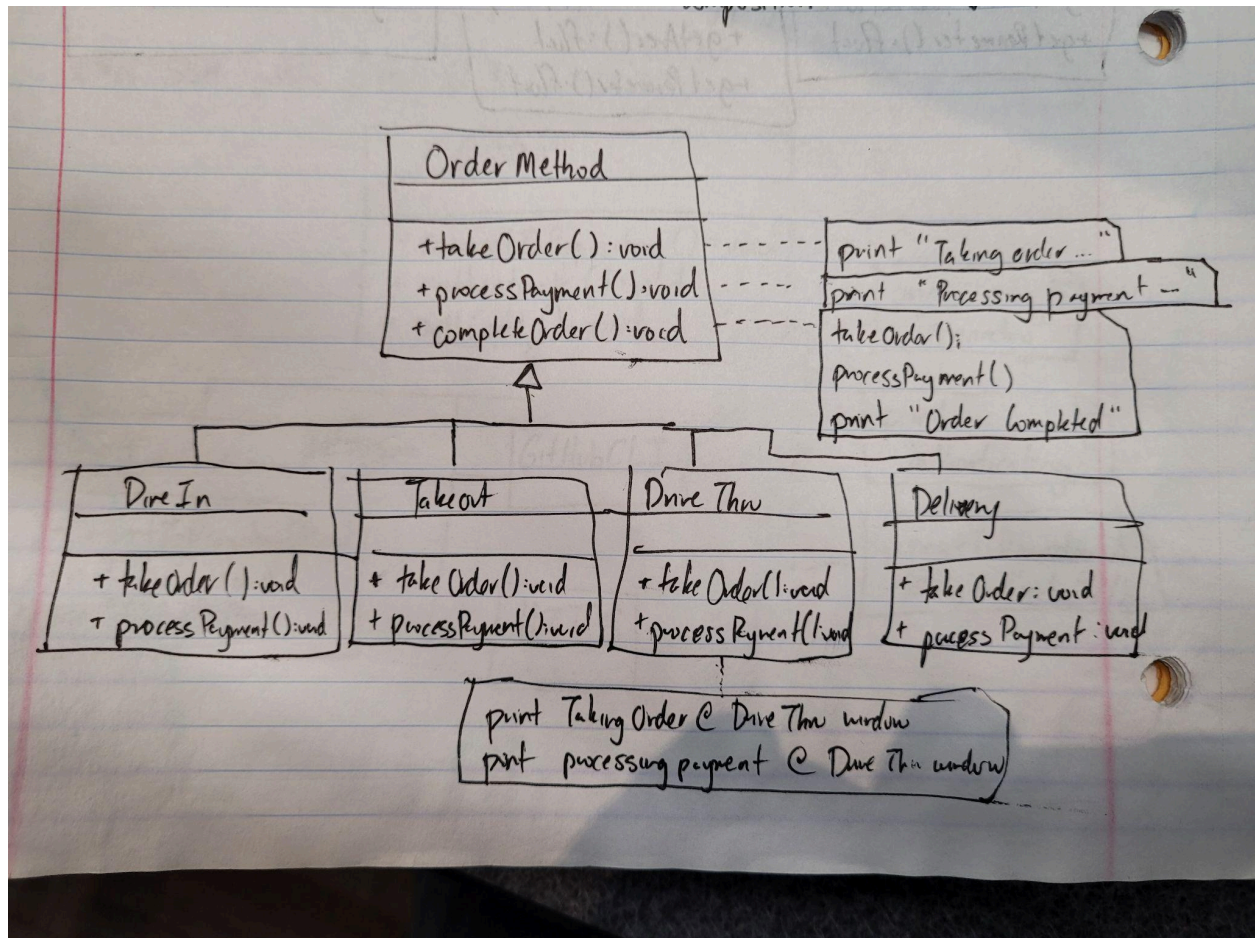 Order Method
+takeOrder() : void
+ processPayment() : void
+ completeOrder() : void
print "Taking order ..."
print "Processing payment - "
takeOrder();
processPayment()
print "Order Completed"
Dine In
+ takeOrder() : void
+ processPayment() : void
Takeout
+ takeOrder() : void
+ processPayment() : void
Drive Thru
+ takeOrder() : void
+ processPayment() : void
Delivery
+ takeOrder : void
+ process Payment : void
print Taking Order @ Drive Thru window
print processing payment @ Drive Thru window